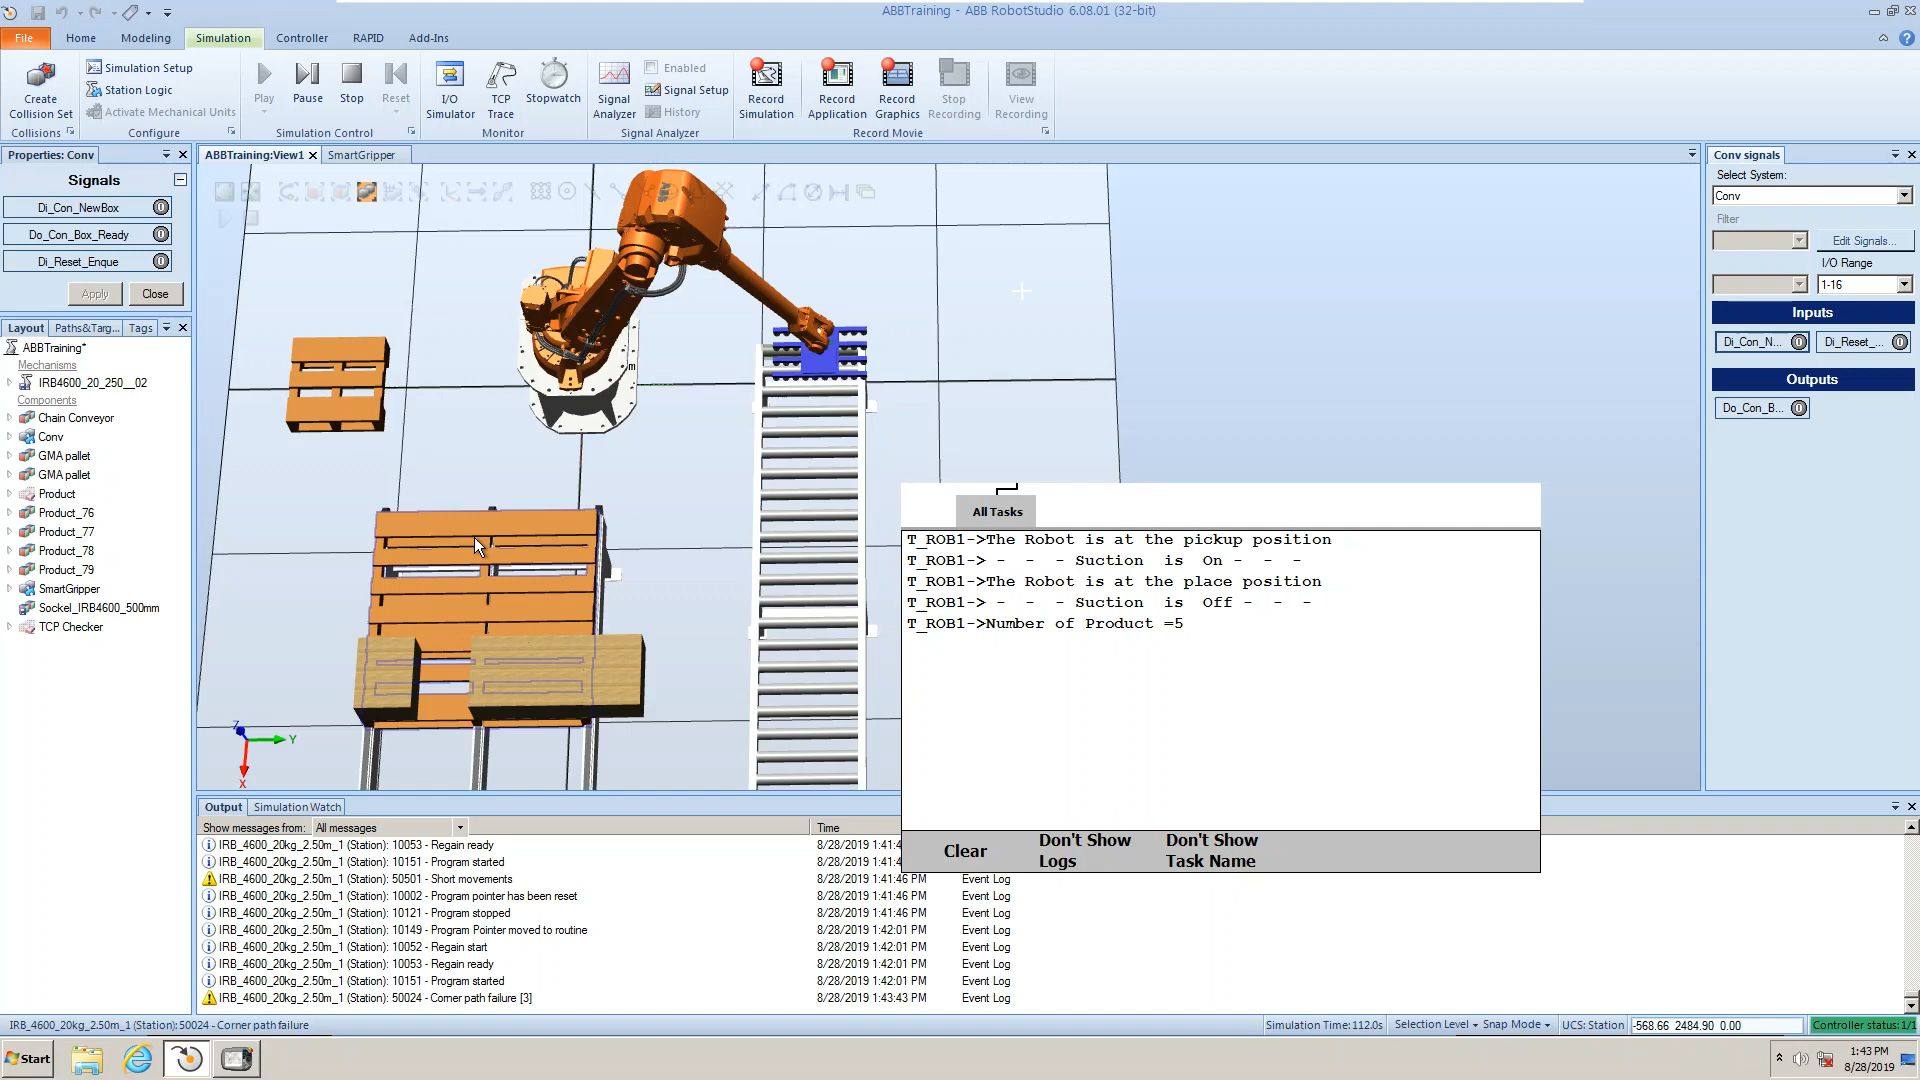 ABBTraining - ABB RobotStudio 6.08.01 (32-bit)
File Home Modeling Simulation Controller RAPID Add-Ins
Create Collision Set
Collisions
Simulation Setup
Station Logic
Activate Mechanical Units
Configure
Play Pause Stop Reset
Simulation Control
I/O Simulator
TCP Trace
Stopwatch
Monitor
Signal Analyzer
Enabled
Signal Setup
History
Signal Analyzer
Record Simulation
Record Application
Record Graphics
Stop Recording
View Recording
Record Movie
Properties: Conv
Signals
Di_Con_NewBox
Do_Con_Box_Ready
Di_Reset_Enque
Apply Close
Layout Paths&Targ... Tags
ABBTraining*
Mechanisms
IRB4600_20_250__02
Components
Chain Conveyor
Conv
GMA pallet
GMA pallet
Product
Product_76
Product_77
Product_78
Product_79
SmartGripper
Sockel_IRB4600_500mm
TCP Checker
ABBTraining:View1 SmartGripper
ABB
m
Z
Y
X
All Tasks
T_ROB1->The Robot is at the pickup position
T_ROB1-> - - - Suction is On - - -
T_ROB1->The Robot is at the place position
T_ROB1-> - - - Suction is Off - - -
T_ROB1->Number of Product =5
Clear
Don't Show Logs
Don't Show Task Name
Conv signals
Select System:
Conv
Filter
Edit Signals...
I/O Range
1-16
Inputs
Di_Con_N... Di_Reset_...
Outputs
Do_Con_B...
Output Simulation Watch
Show messages from: All messages Time
IRB_4600_20kg_2.50m_1 (Station): 10053 - Regain ready 8/28/2019 1:41:4
IRB_4600_20kg_2.50m_1 (Station): 10151 - Program started 8/28/2019 1:41:4
IRB_4600_20kg_2.50m_1 (Station): 50501 - Short movements 8/28/2019 1:41:46 PM Event Log
IRB_4600_20kg_2.50m_1 (Station): 10002 - Program pointer has been reset 8/28/2019 1:41:46 PM Event Log
IRB_4600_20kg_2.50m_1 (Station): 10121 - Program stopped 8/28/2019 1:41:46 PM Event Log
IRB_4600_20kg_2.50m_1 (Station): 10149 - Program Pointer moved to routine 8/28/2019 1:42:01 PM Event Log
IRB_4600_20kg_2.50m_1 (Station): 10052 - Regain start 8/28/2019 1:42:01 PM Event Log
IRB_4600_20kg_2.50m_1 (Station): 10053 - Regain ready 8/28/2019 1:42:01 PM Event Log
IRB_4600_20kg_2.50m_1 (Station): 10151 - Program started 8/28/2019 1:42:01 PM Event Log
IRB_4600_20kg_2.50m_1 (Station): 50024 - Corner path failure [3] 8/28/2019 1:43:43 PM Event Log
IRB_4600_20kg_2.50m_1 (Station): 50024 - Corner path failure
Simulation Time: 112.0s Selection Level Snap Mode UCS: Station -568.66 2484.90 0.00 Controller status: 1/1
Start
1:43 PM
8/28/2019